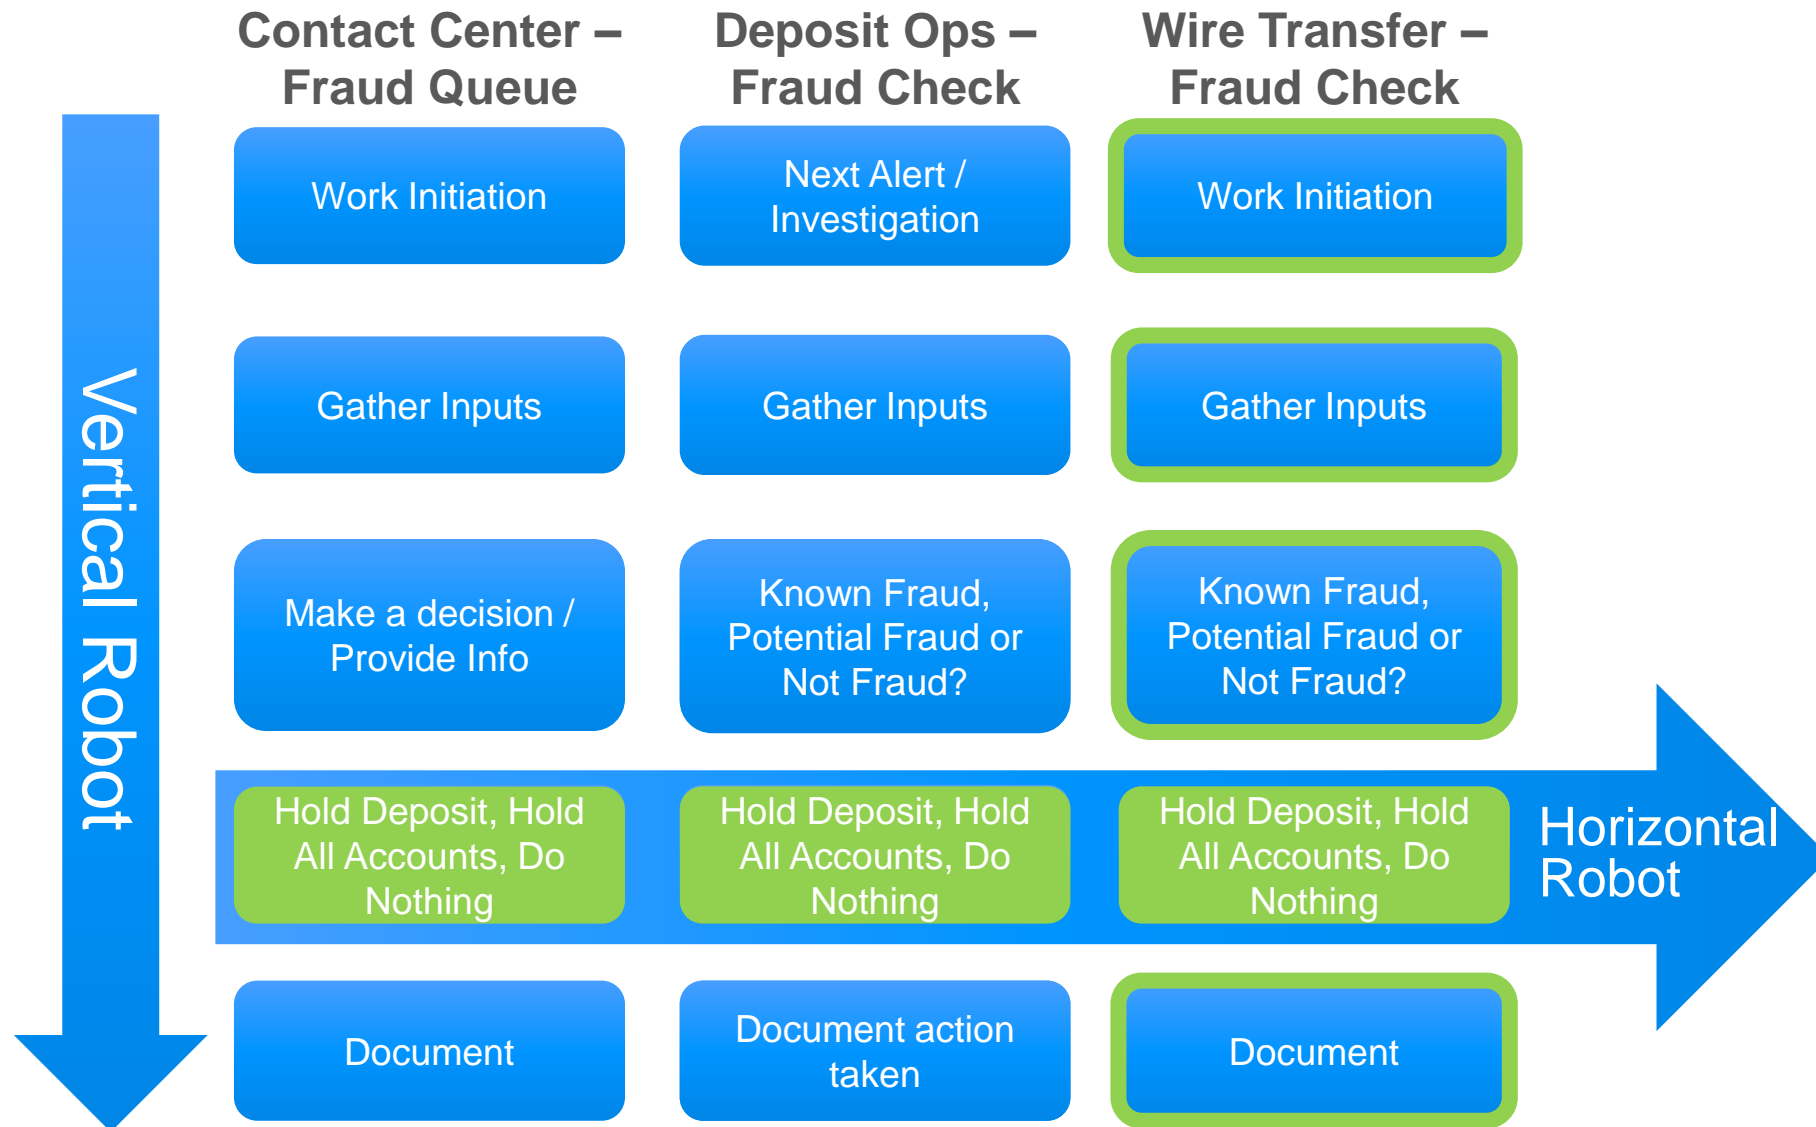 Contact Center –
Fraud Queue
Deposit Ops –
Fraud Check
Wire Transfer –
Fraud Check
Vertical Robot
Work Initiation
Next Alert /
Investigation
Work Initiation
Gather Inputs
Gather Inputs
Gather Inputs
Make a decision /
Provide Info
Known Fraud,
Potential Fraud or
Not Fraud?
Known Fraud,
Potential Fraud or
Not Fraud?
Hold Deposit, Hold
All Accounts, Do
Nothing
Hold Deposit, Hold
All Accounts, Do
Nothing
Hold Deposit, Hold
All Accounts, Do
Nothing
Horizontal
Robot
Document
Document action
taken
Document